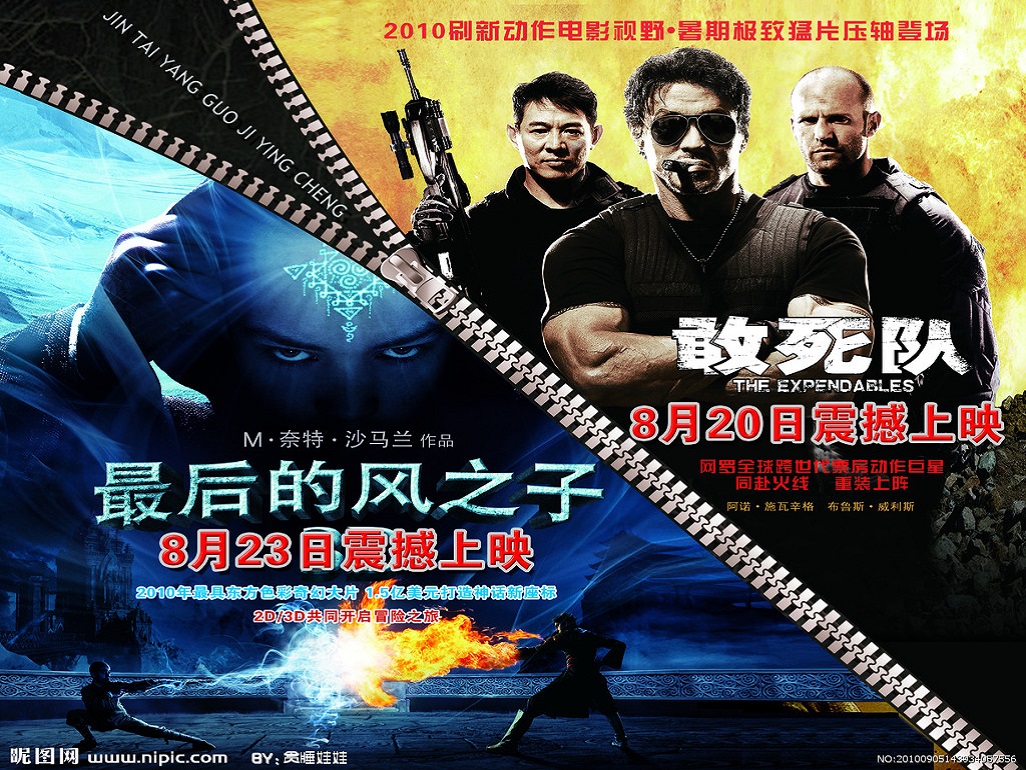 2010刷新动作电影视野·暑期极致猛片压轴登场
JIN TAI YANG GUO JI YING CHENG
敢死队
THE EXPENDABLES
8月20日震撼上映
网罗全球跨世代票房动作巨星
同赴火线 重装上阵
阿诺·施瓦辛格 布鲁斯·威利斯
M·奈特·沙马兰 作品
最后的风之子
8月23日震撼上映
2010年最具东方色彩奇幻大片 1.5亿美元打造神话新座标
2D/3D共同开启冒险之旅
昵图网 www.nipic.com BY: 贪睡娃娃